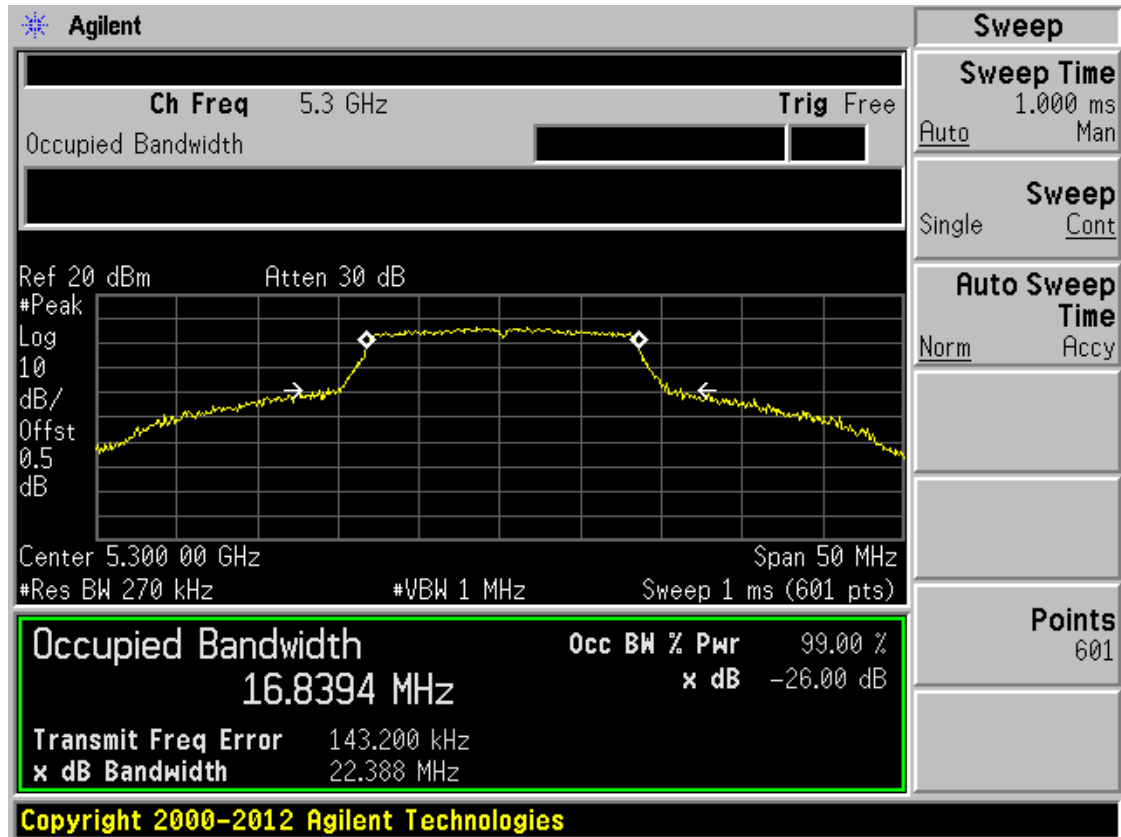 Agilent
Ch Freq 5.3 GHz Trig Free
Occupied Bandwidth
Ref 20 dBm Atten 30 dB
#Peak
Log
10
dB/
Offst
0.5
dB
Center 5.300 00 GHz Span 50 MHz
#Res BW 270 kHz #VBW 1 MHz Sweep 1 ms (601 pts)
Occupied Bandwidth
16.8394 MHz
Occ BW % Pwr 99.00 %
x dB -26.00 dB
Transmit Freq Error 143.200 kHz
x dB Bandwidth 22.388 MHz
Copyright 2000-2012 Agilent Technologies
Sweep
Sweep Time
1.000 ms
Auto Man
Sweep
Single Cont
Auto Sweep
Time
Norm Accy
Points
601